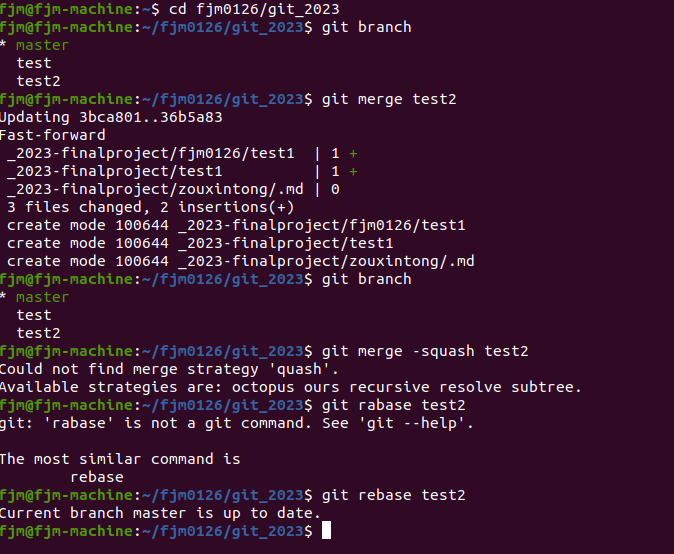 fjm@fjm-machine:~$ cd fjm0126/git_2023
fjm@fjm-machine:~/fjm0126/git_2023$ git branch
* master
  test
  test2
fjm@fjm-machine:~/fjm0126/git_2023$ git merge test2
Updating 3bca801..36b5a83
Fast-forward
 _2023-finalproject/fjm0126/test1  | 1 +
 _2023-finalproject/test1          | 1 +
 _2023-finalproject/zouxintong/.md | 0
 3 files changed, 2 insertions(+)
 create mode 100644 _2023-finalproject/fjm0126/test1
 create mode 100644 _2023-finalproject/test1
 create mode 100644 _2023-finalproject/zouxintong/.md
fjm@fjm-machine:~/fjm0126/git_2023$ git branch
* master
  test
  test2
fjm@fjm-machine:~/fjm0126/git_2023$ git merge -squash test2
Could not find merge strategy 'quash'.
Available strategies are: octopus ours recursive resolve subtree.
fjm@fjm-machine:~/fjm0126/git_2023$ git rabase test2
git: 'rabase' is not a git command. See 'git --help'.

The most similar command is
        rebase
fjm@fjm-machine:~/fjm0126/git_2023$ git rebase test2
Current branch master is up to date.
fjm@fjm-machine:~/fjm0126/git_2023$